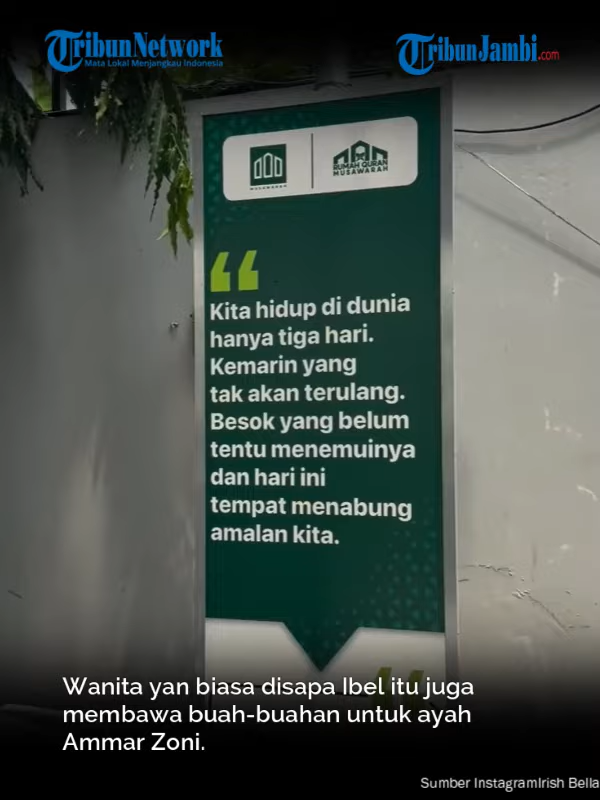 TribunNetwork
Mata Lokal Menjangkau Indonesia
TribunJambi.com
MUSAWARAH
RUMAH QURAN
MUSAWARAH
“
Kita hidup di dunia
hanya tiga hari.
Kemarin yang
tak akan terulang.
Besok yang belum
tentu menemuinya
dan hari ini
tempat menabung
amalan kita.
Wanita yan biasa disapa Ibel itu juga
membawa buah-buahan untuk ayah
Ammar Zoni.
Sumber InstagramIrish Bella